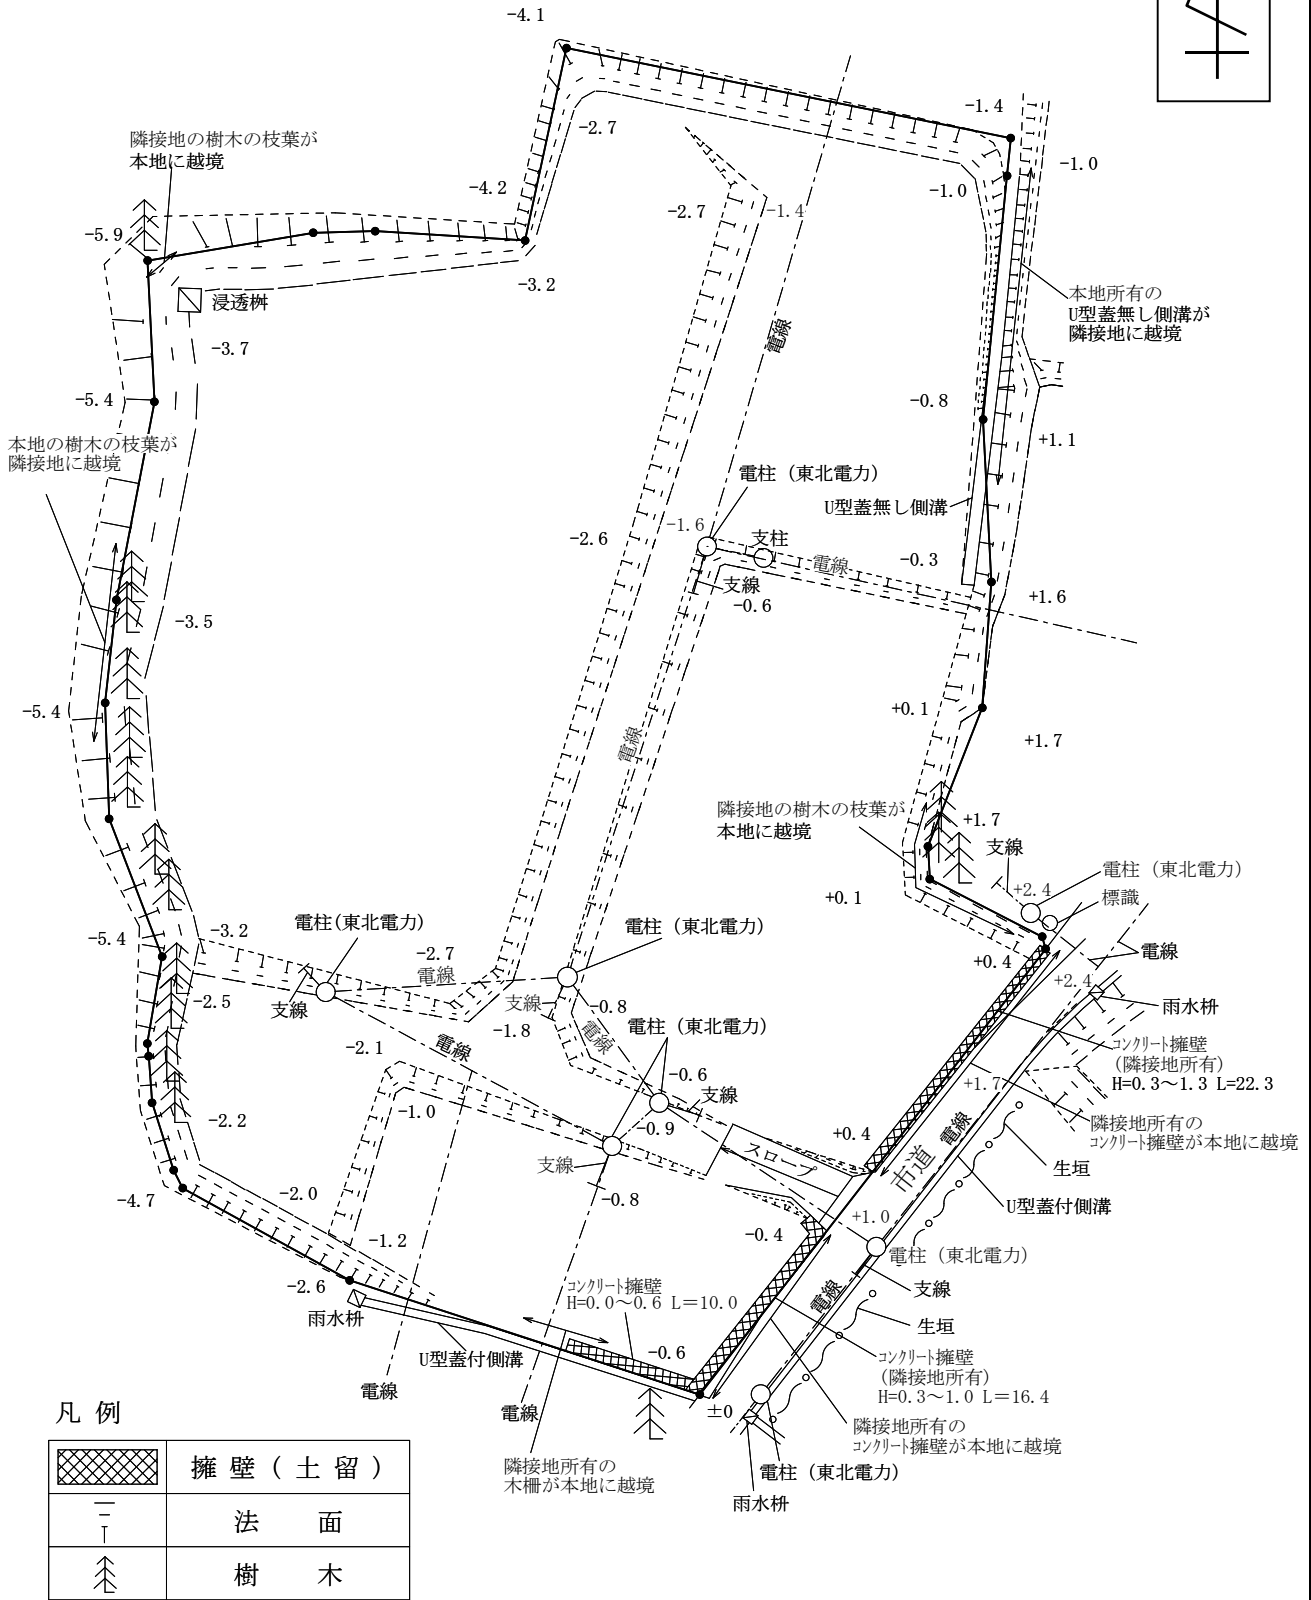 -4.1
-1.4
-2.7
-1.0
-1.0
隣接地の樹木の枝葉が
本地に越境
-4.2
-2.7
-1.4
-5.9
-3.2
浸透桝
本地所有の
U型蓋無し側溝が
隣接地に越境
電線
-3.7
-5.4
-0.8
+1.1
本地の樹木の枝葉が
隣接地に越境
電柱（東北電力）
U型蓋無し側溝
-1.6
支柱
-2.6
電線
-0.3
支線
-0.6
+1.6
-3.5
-5.4
+0.1
+1.7
電線
隣接地の樹木の枝葉が
本地に越境
+1.7
支線
電柱（東北電力）
+2.4
標識
+0.1
電柱(東北電力)
電柱（東北電力）
-3.2
-5.4
-2.7
電線
+0.4
電線
+2.4
支線
支線
-0.8
-2.5
-1.8
電線
電柱（東北電力）
雨水枡
-2.1
電線
コンクリート擁壁
(隣接地所有)
H=0.3～1.3 L=22.3
-0.6
支線
+1.7
-1.0
-2.2
-0.9
+0.4
電線
隣接地所有の
コンクリート擁壁が本地に越境
スロープ
支線
市道
生垣
-4.7
-2.0
-0.8
U型蓋付側溝
+1.0
-0.4
-1.2
電柱（東北電力）
-2.6
コンクリート擁壁
H=0.0～0.6 L=10.0
電線
支線
雨水枡
生垣
-0.6
U型蓋付側溝
コンクリート擁壁
(隣接地所有)
H=0.3～1.0 L=16.4
電線
電線
±0
隣接地所有の
コンクリート擁壁が本地に越境
隣接地所有の
木柵が本地に越境
電柱（東北電力）
雨水枡
凡 例
擁 壁 ( 土 留 )
法 面
樹 木